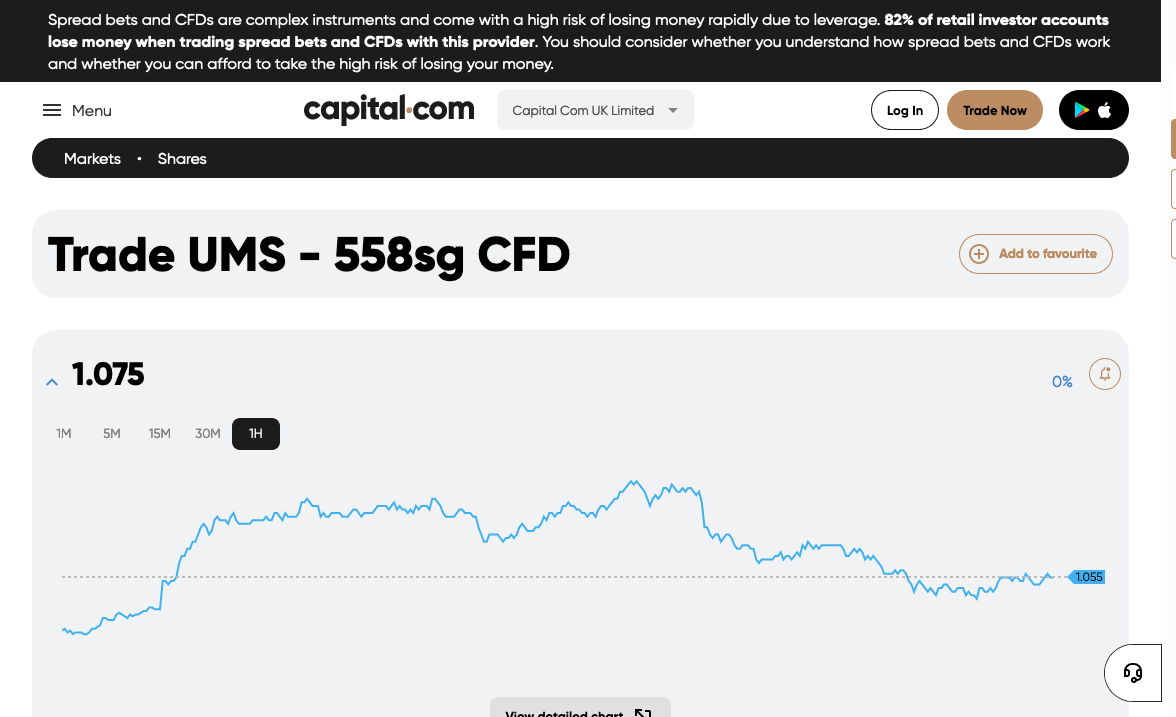 Spread bets and CFDs are complex instruments and come with a high risk of losing money rapidly due to leverage. 82% of retail investor accounts
lose money when trading spread bets and CFDs with this provider. You should consider whether you understand how spread bets and CFDs work
and whether you can afford to take the high risk of losing your money.
Menu
capital.com
Capital Com UK Limited
Log In
Trade Now
Markets • Shares
Trade UMS - 558sg CFD
Add to favourite
1.075
0%
1M 5M 15M 30M 1H
1.055
View detailed chart